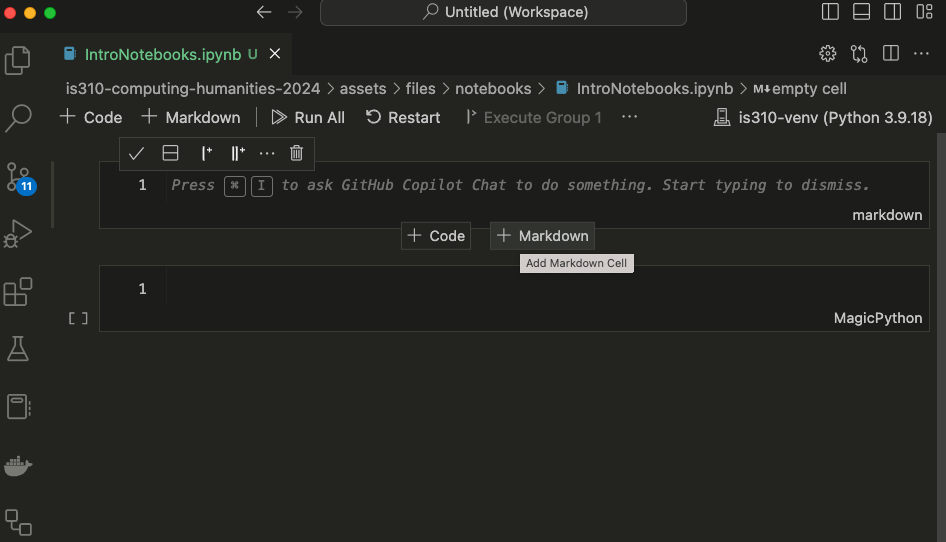 Untitled (Workspace)
IntroNotebooks.ipynb U
is310-computing-humanities-2024 > assets > files > notebooks > IntroNotebooks.ipynb > M↓empty cell
+ Code + Markdown Run All Restart Execute Group 1 ··· is310-venv (Python 3.9.18)
1 Press ⌘ I to ask GitHub Copilot Chat to do something. Start typing to dismiss.
11
markdown
+ Code + Markdown
Add Markdown Cell
1
[ ]
MagicPython